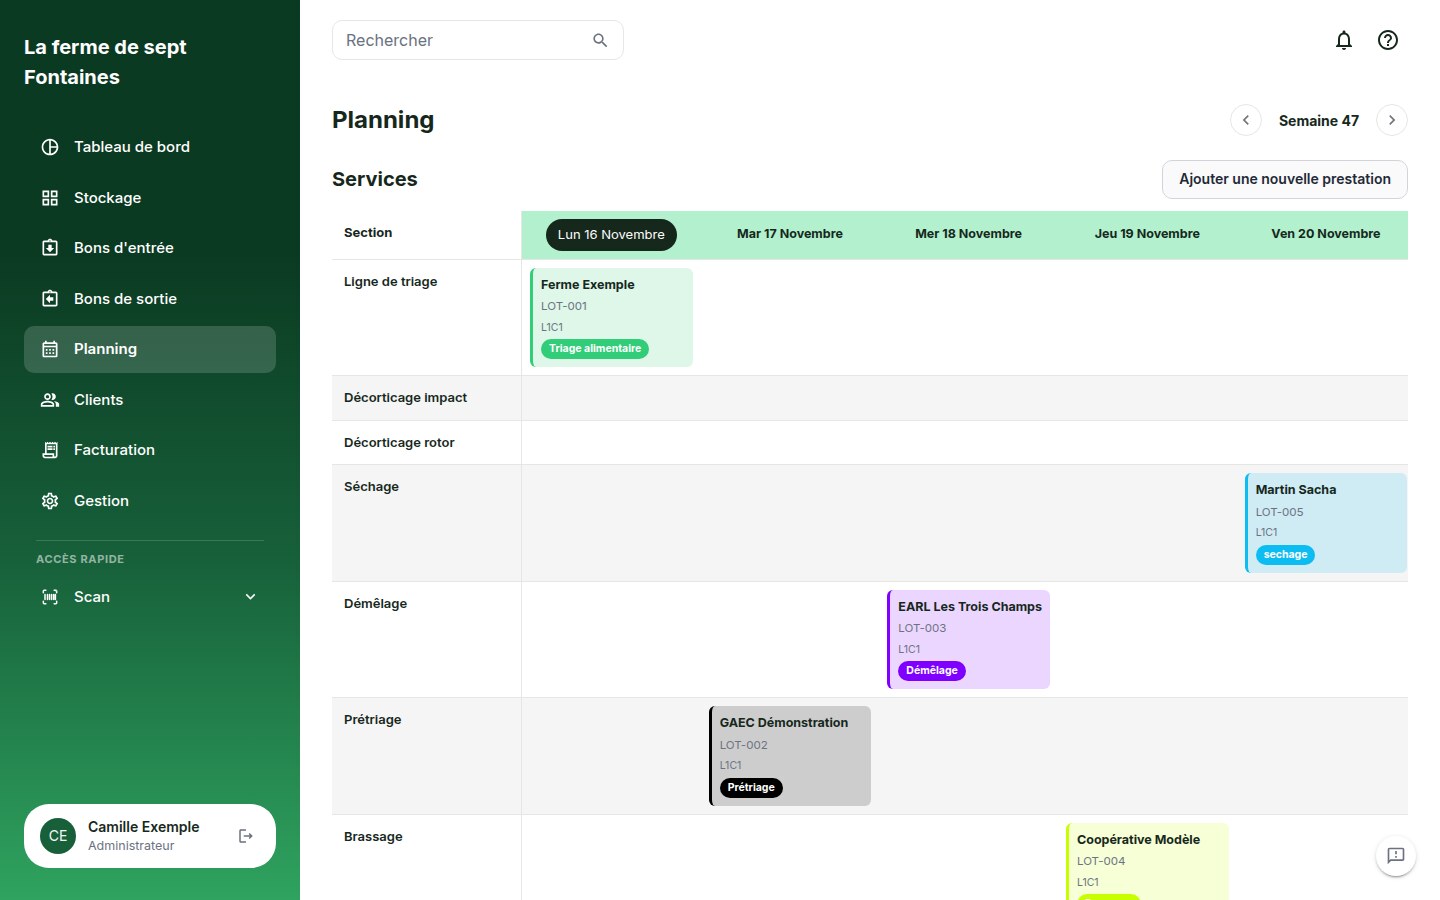 La ferme de sept
Fontaines
Tableau de bord
Stockage
Bons d'entrée
Bons de sortie
Planning
Clients
Facturation
Gestion
ACCÈS RAPIDE
Scan
CE
Camille Exemple
Administrateur
Rechercher
Planning
Semaine 47
Services
Ajouter une nouvelle prestation
Section
Lun 16 Novembre
Mar 17 Novembre
Mer 18 Novembre
Jeu 19 Novembre
Ven 20 Novembre
Ligne de triage
Ferme Exemple
LOT-001
L1C1
Triage alimentaire
Décorticage impact
Décorticage rotor
Séchage
Martin Sacha
LOT-005
L1C1
sechage
Démêlage
EARL Les Trois Champs
LOT-003
L1C1
Démêlage
Prétriage
GAEC Démonstration
LOT-002
L1C1
Prétriage
Brassage
Coopérative Modèle
LOT-004
L1C1